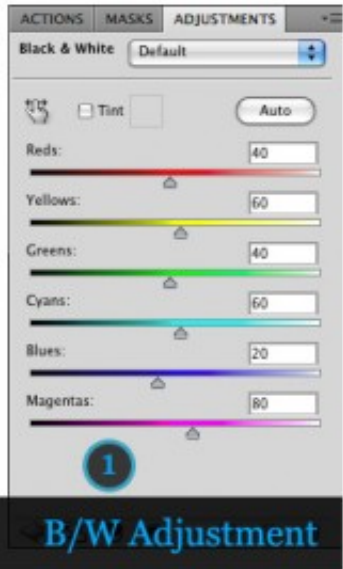 ACTIONS MASKS ADJUSTMENTS
Black & White Default
Tint Auto
Reds: 40
Yellows: 60
Greens: 40
Cyans: 60
Blues: 20
Magentas: 80
1
B/W Adjustment